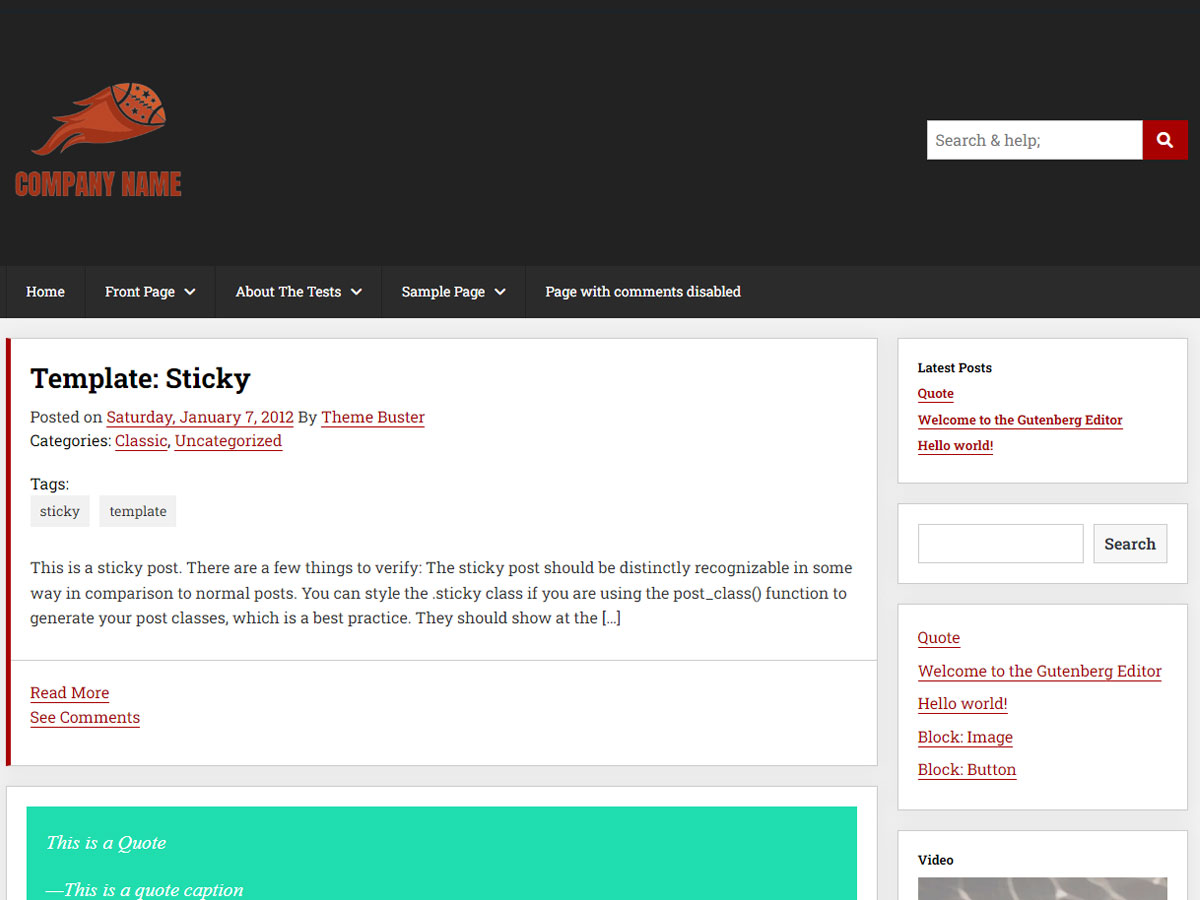 COMPANY NAME
Search & help;
Home Front Page About The Tests Sample Page Page with comments disabled
Template: Sticky
Posted on Saturday, January 7, 2012 By Theme Buster
Categories: Classic, Uncategorized
Tags:
sticky template
This is a sticky post. There are a few things to verify: The sticky post should be distinctly recognizable in some
way in comparison to normal posts. You can style the .sticky class if you are using the post_class() function to
generate your post classes, which is a best practice. They should show at the [...]
Read More
See Comments
This is a Quote
—This is a quote caption
Latest Posts
Quote
Welcome to the Gutenberg Editor
Hello world!
Search
Quote
Welcome to the Gutenberg Editor
Hello world!
Block: Image
Block: Button
Video